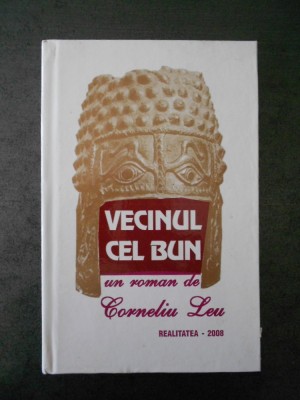 VECINUL
CEL BUN
un roman de
Corneliu Leu
REALITATEA - 2008